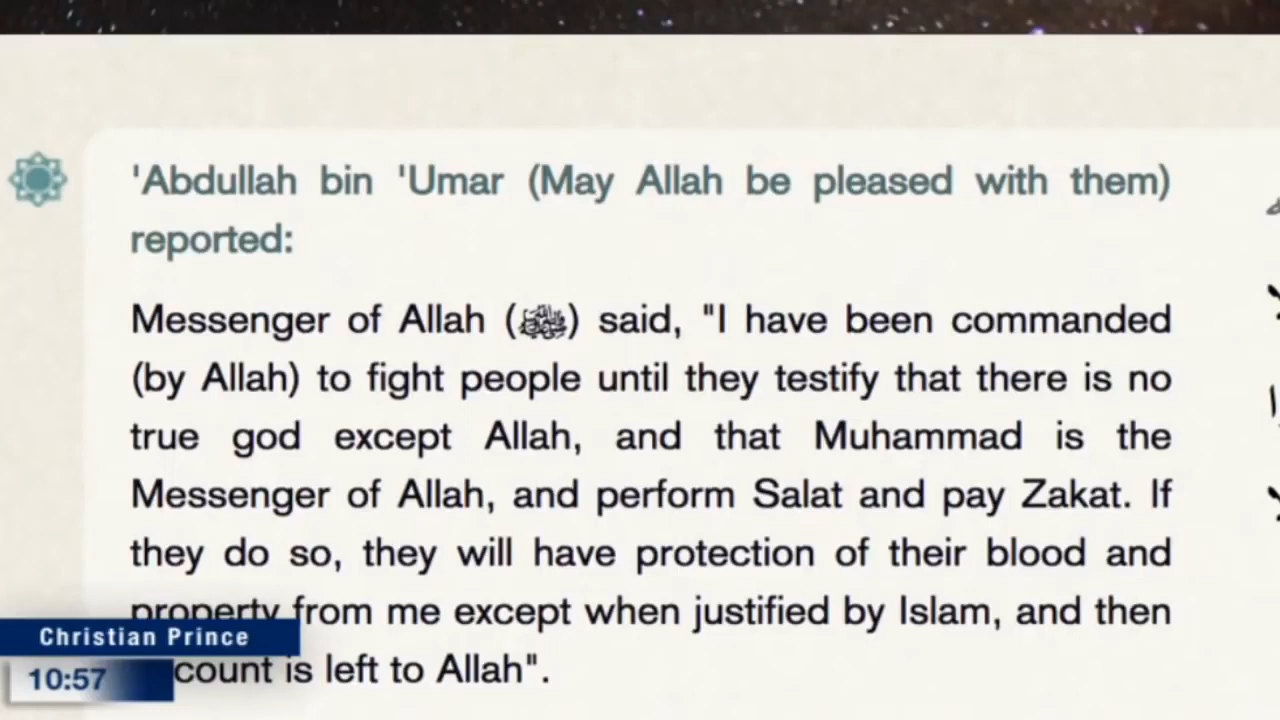 'Abdullah bin 'Umar (May Allah be pleased with them)
reported:
Messenger of Allah (ﷺ) said, "I have been commanded
(by Allah) to fight people until they testify that there is no
true god except Allah, and that Muhammad is the
Messenger of Allah, and perform Salat and pay Zakat. If
they do so, they will have protection of their blood and
property from me except when justified by Islam, and then
count is left to Allah".
Christian Prince
10:57